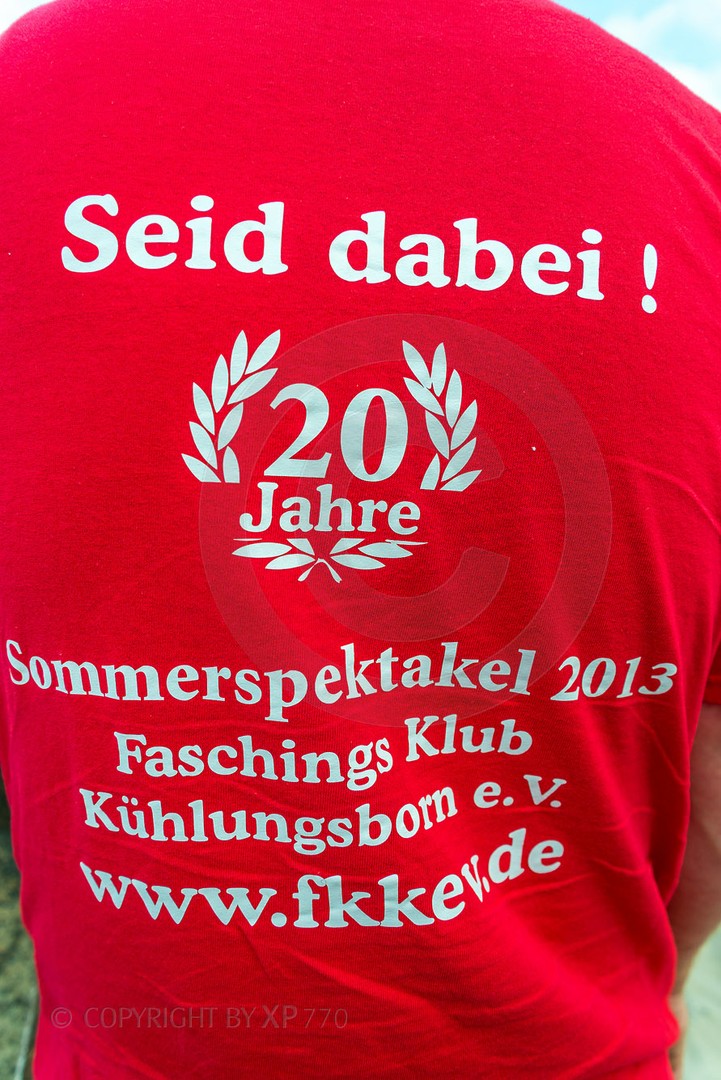 Seid dabei !
20
Jahre
Sommerspektakel 2013
Faschings Klub
Kühlungsborn e.V.
www.fkkev.de
© COPYRIGHT BY XP 770